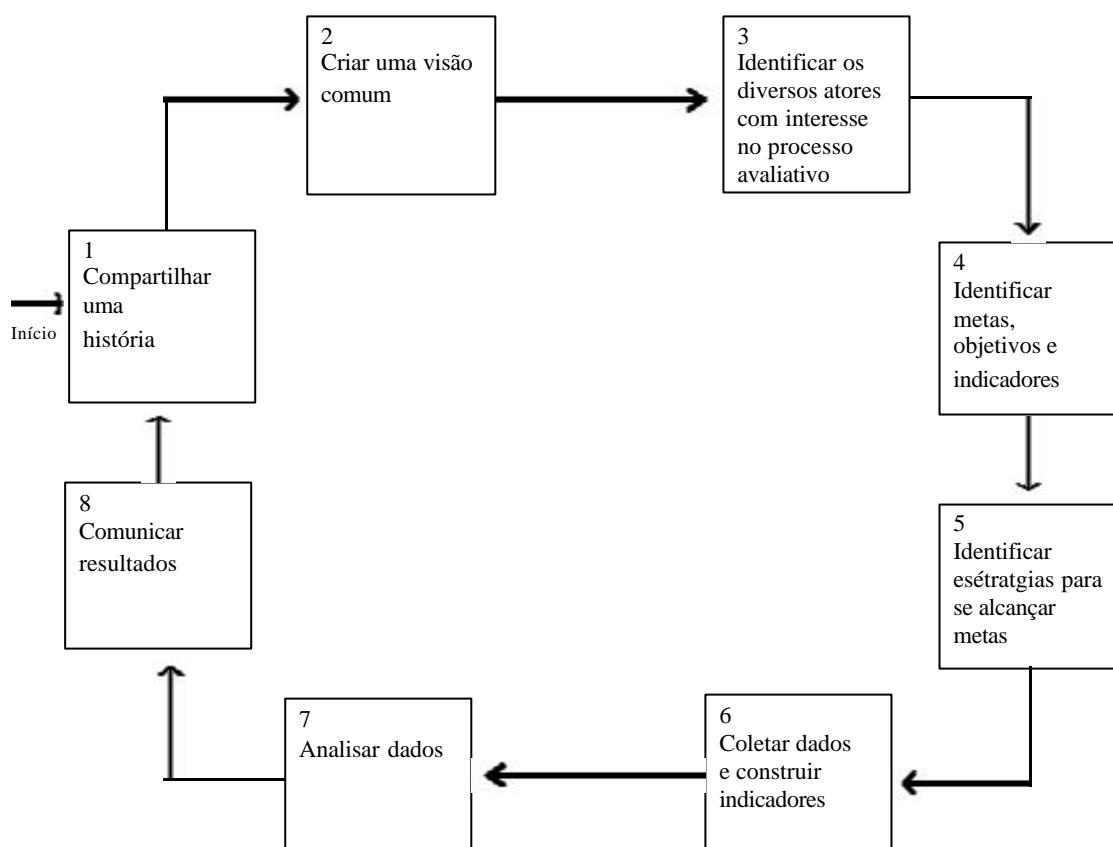 Início
1
Compartilhar
uma
história
2
Criar uma visão
comum
3
Identificar os
diversos atores
com interesse
no processo
avaliativo
4
Identificar
metas,
objetivos e
indicadores
5
Identificar
esétratgias para
se alcançar
metas
6
Coletar dados
e construir
indicadores
7
Analisar dados
8
Comunicar
resultados